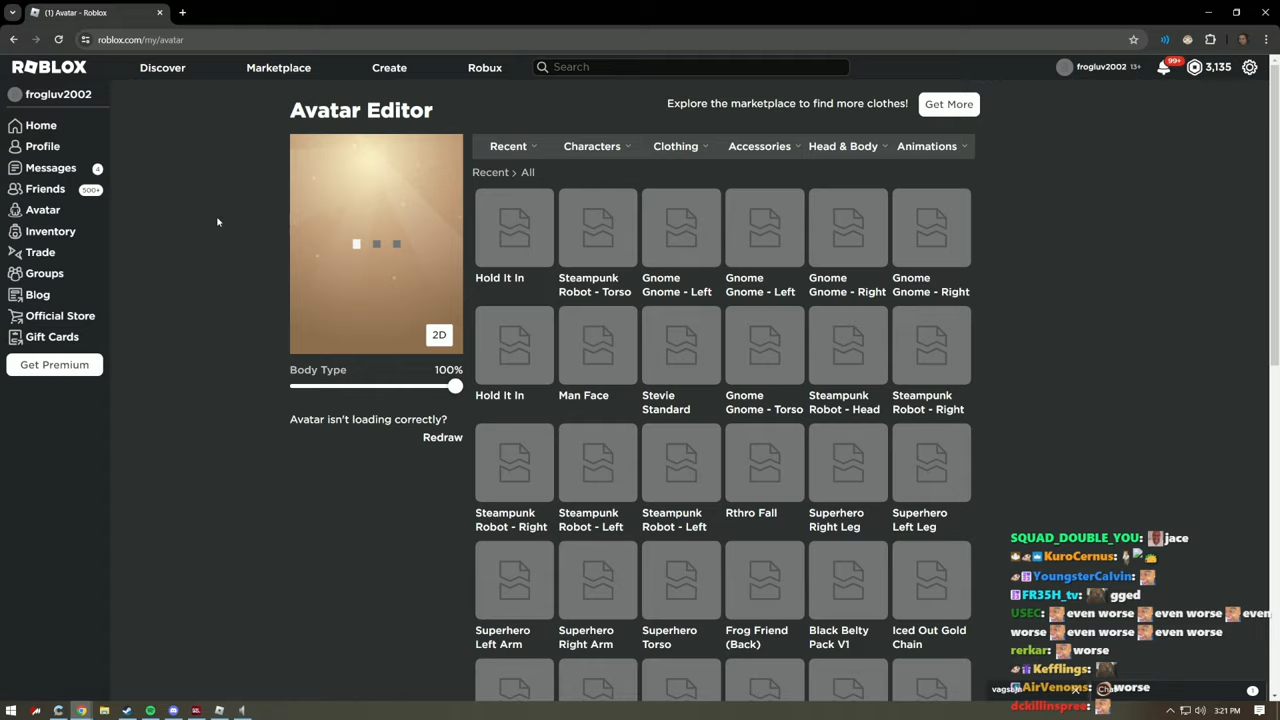 (1) Avatar - Roblox
roblox.com/my/avatar
ROBLOX
Discover
Marketplace
Create
Robux
Search
frogluv2002 13+
99+
3,135
frogluv2002
Home
Profile
Messages 4
Friends 500+
Avatar
Inventory
Trade
Groups
Blog
Official Store
Gift Cards
Get Premium
Avatar Editor
Explore the marketplace to find more clothes!
Get More
2D
Body Type 100%
Avatar isn't loading correctly?
Redraw
Recent Characters Clothing Accessories Head & Body Animations
Recent > All
Hold It In
Steampunk
Robot - Torso
Gnome
Gnome - Left
Gnome
Gnome - Left
Gnome
Gnome - Right
Gnome
Gnome - Right
Hold It In
Man Face
Stevie
Standard
Gnome
Gnome - Torso
Steampunk
Robot - Head
Steampunk
Robot - Right
Steampunk
Robot - Right
Steampunk
Robot - Left
Steampunk
Robot - Left
Rthro Fall
Superhero
Right Leg
Superhero
Left Leg
Superhero
Left Arm
Superhero
Right Arm
Superhero
Torso
Frog Friend
(Back)
Black Belty
Pack V1
Iced Out Gold
Chain
SQUAD_DOUBLE_YOU: jace
KuroCernus:
YoungsterCalvin:
FR35H_tv: gged
USEC: even worse even worse even
worse even worse even worse
rerkar: worse
Kefflings:
AirVenoms: worse
dckillinspree:
3:21 PM